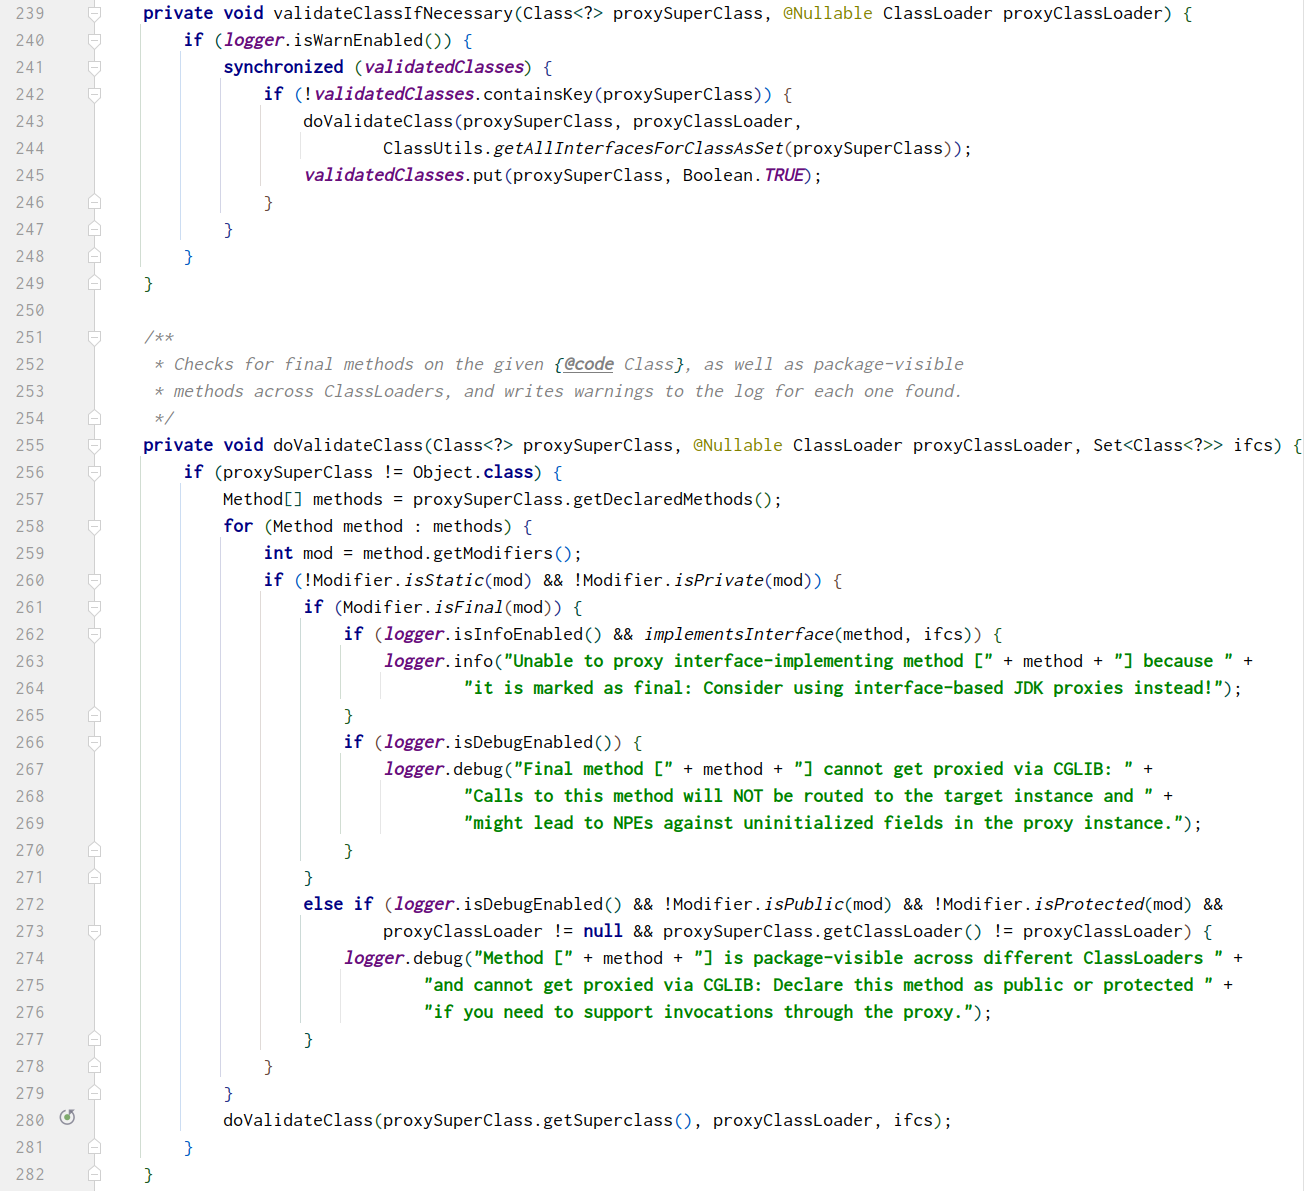 239 private void validateClassIfNecessary(Class<?> proxySuperClass, @Nullable ClassLoader proxyClassLoader) {
240 if (logger.isWarnEnabled()) {
241 synchronized (validatedClasses) {
242 if (!validatedClasses.containsKey(proxySuperClass)) {
243 doValidateClass(proxySuperClass, proxyClassLoader,
244 ClassUtils.getAllInterfacesForClassAsSet(proxySuperClass));
245 validatedClasses.put(proxySuperClass, Boolean.TRUE);
246 }
247 }
248 }
249 }
250
251 /**
252 * Checks for final methods on the given {@code Class}, as well as package-visible
253 * methods across ClassLoaders, and writes warnings to the log for each one found.
254 */
255 private void doValidateClass(Class<?> proxySuperClass, @Nullable ClassLoader proxyClassLoader, Set<Class<?>> ifcs) {
256 if (proxySuperClass != Object.class) {
257 Method[] methods = proxySuperClass.getDeclaredMethods();
258 for (Method method : methods) {
259 int mod = method.getModifiers();
260 if (!Modifier.isStatic(mod) && !Modifier.isPrivate(mod)) {
261 if (Modifier.isFinal(mod)) {
262 if (logger.isInfoEnabled() && implementsInterface(method, ifcs)) {
263 logger.info("Unable to proxy interface-implementing method [" + method + "] because " +
264 "it is marked as final: Consider using interface-based JDK proxies instead!");
265 }
266 if (logger.isDebugEnabled()) {
267 logger.debug("Final method [" + method + "] cannot get proxied via CGLIB: " +
268 "Calls to this method will NOT be routed to the target instance and " +
269 "might lead to NPEs against uninitialized fields in the proxy instance.");
270 }
271 }
272 else if (logger.isDebugEnabled() && !Modifier.isPublic(mod) && !Modifier.isProtected(mod) &&
273 proxyClassLoader != null && proxySuperClass.getClassLoader() != proxyClassLoader) {
274 logger.debug("Method [" + method + "] is package-visible across different ClassLoaders " +
275 "and cannot get proxied via CGLIB: Declare this method as public or protected " +
276 "if you need to support invocations through the proxy.");
277 }
278 }
279 }
280 doValidateClass(proxySuperClass.getSuperclass(), proxyClassLoader, ifcs);
281 }
282 }